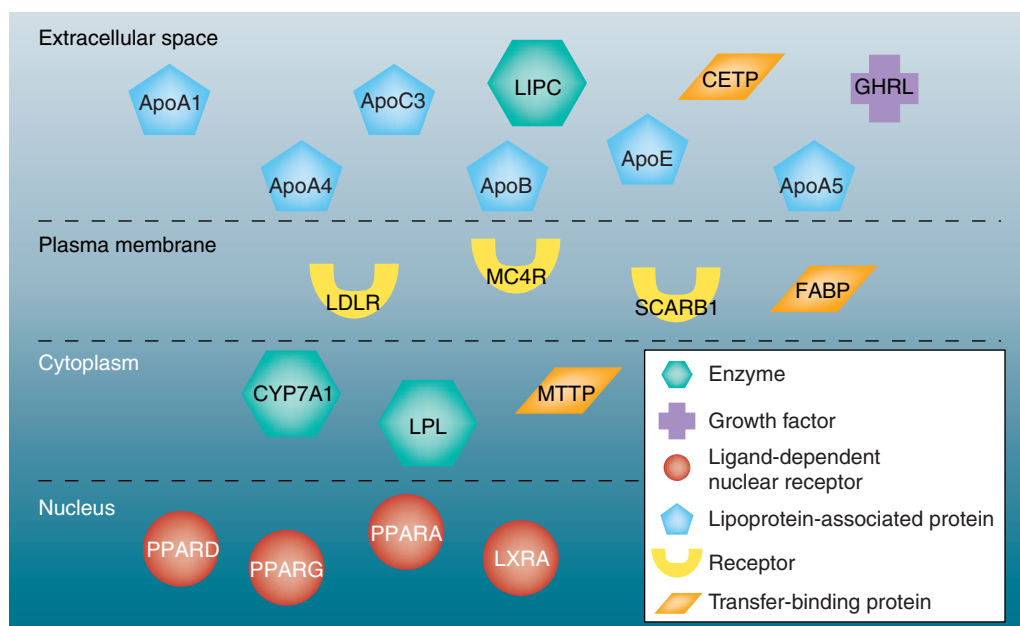 Extracellular space
ApoA1
ApoC3
LIPC
CETP
GHRL
ApoA4
ApoB
ApoE
ApoA5
Plasma membrane
LDLR
MC4R
SCARB1
FABP
Cytoplasm
CYP7A1
LPL
MTTP
Nucleus
PPARD
PPARG
PPARA
LXRA
Enzyme
Growth factor
Ligand-dependent
nuclear receptor
Lipoprotein-associated protein
Receptor
Transfer-binding protein